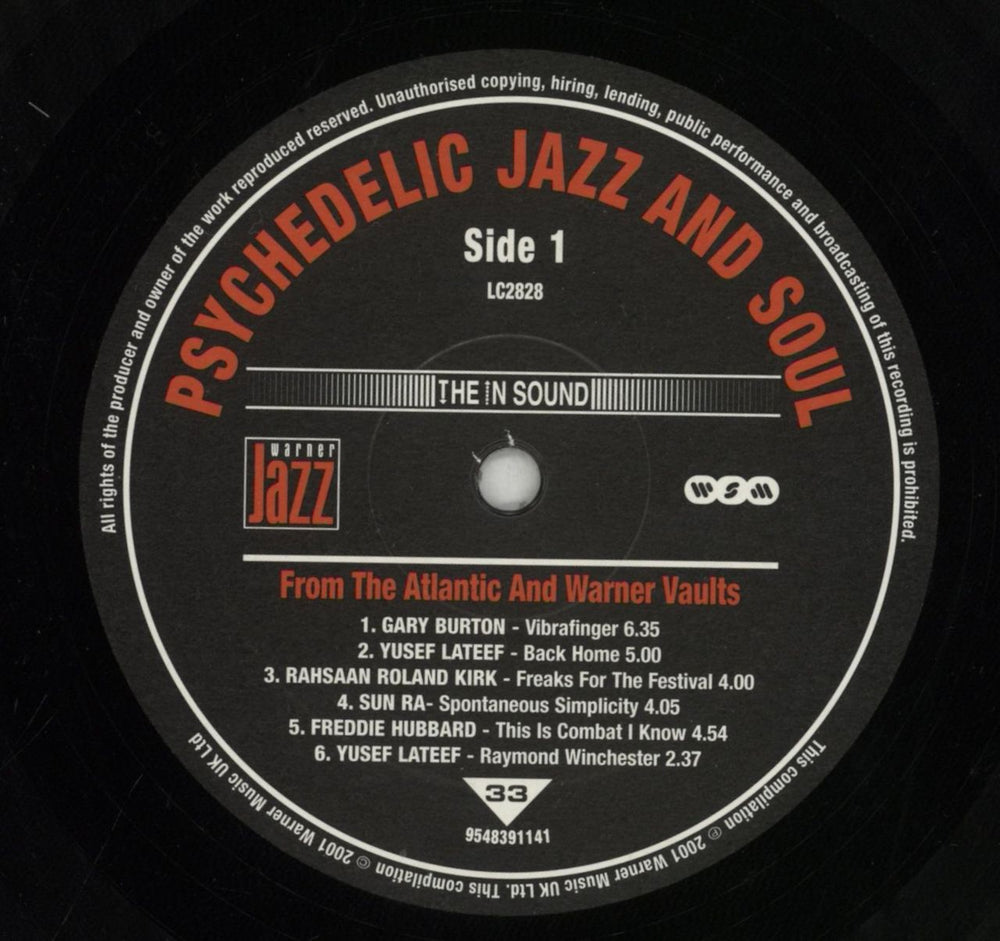 All rights of the producer and owner of the work reproduced reserved. Unauthorised copying, hiring, lending, public performance and broadcasting of this recording is prohibited.
PSYCHEDELIC JAZZ AND SOUL
Side 1
LC2828
THE IN SOUND
warner
Jazz
WSM
From The Atlantic And Warner Vaults
1. GARY BURTON - Vibrafinger 6.35
2. YUSEF LATEEF - Back Home 5.00
3. RAHSAAN ROLAND KIRK - Freaks For The Festival 4.00
4. SUN RA- Spontaneous Simplicity 4.05
5. FREDDIE HUBBARD - This Is Combat I Know 4.54
6. YUSEF LATEEF - Raymond Winchester 2.37
33
9548391141
This compilation ℗ 2001 Warner Music UK Ltd. This compilation © 2001 Warner Music UK Ltd